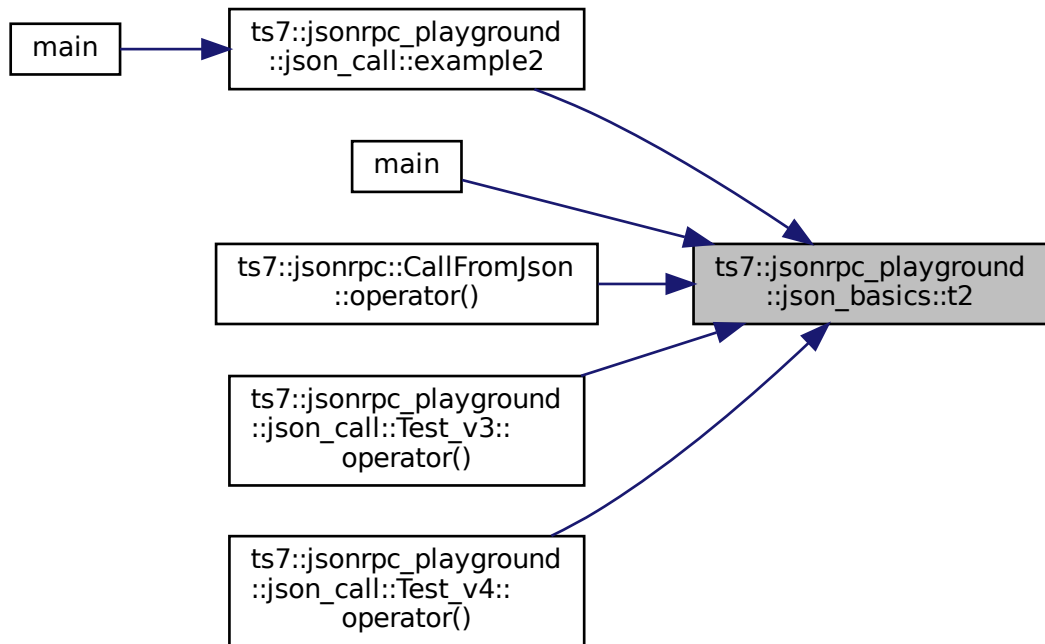 main
ts7::jsonrpc_playground
::json_call::example2
main
ts7::jsonrpc::CallFromJson
::operator()
ts7::jsonrpc_playground
::json_basics::t2
ts7::jsonrpc_playground
::json_call::Test_v3::
operator()
ts7::jsonrpc_playground
::json_call::Test_v4::
operator()